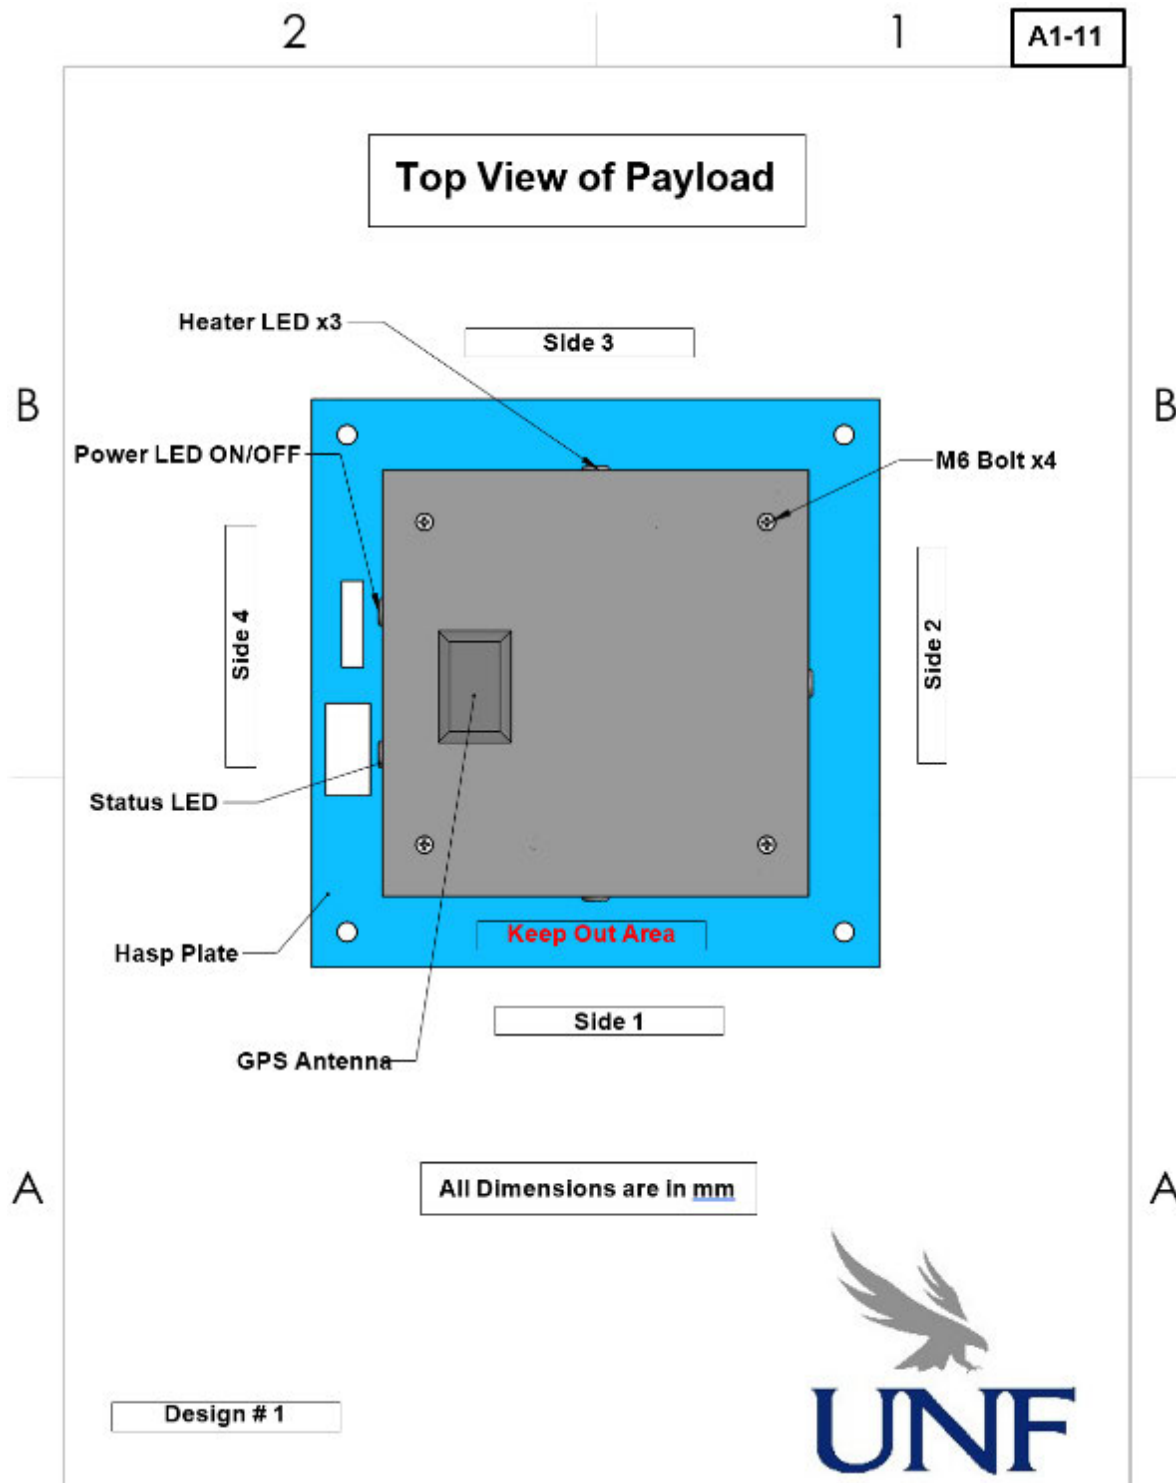 2
1
A1-11
Top View of Payload
Heater LED x3
Side 3
B
B
Power LED ON/OFF
M6 Bolt x4
Side 4
Side 2
Status LED
Keep Out Area
Hasp Plate
Side 1
GPS Antenna
A
A
All Dimensions are in mm
Design # 1
UNF